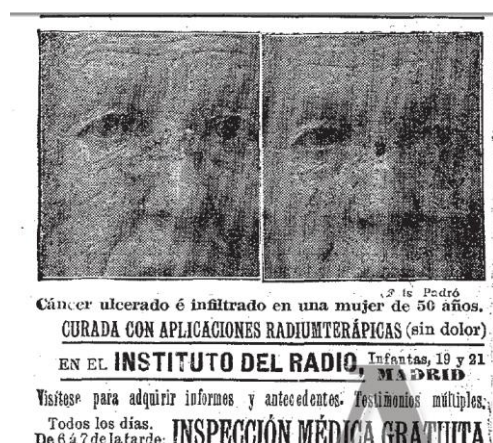 Padró
Cáncer ulcerado é infiltrado en una mujer de 56 años.
CURADA CON APLICACIONES RADIUMTERÁPICAS (sin dolor)
EN EL INSTITUTO DEL RADIO, Infantas, 19 y 21
MADRID
Visítese para adquirir informes y antecedentes. Testimonios múltiples.
Todos los días.
De 6 á 7 de la tarde: INSPECCIÓN MÉDICA GRATUITA